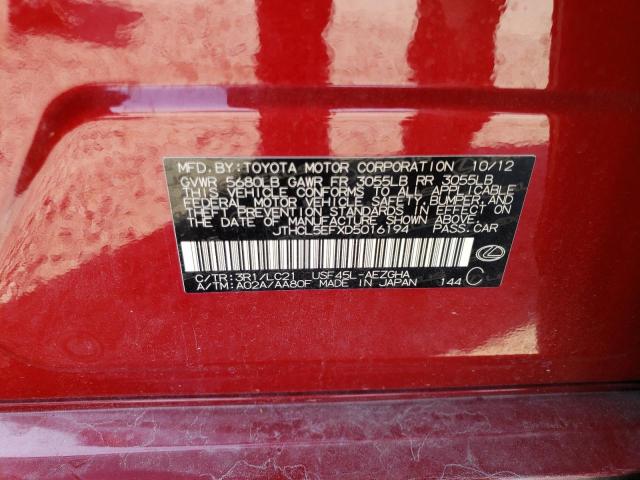 MFD. BY: TOYOTA MOTOR CORPORATION 10/12
GVWR 5680LB GAWR FR 3055LB RR 3055LB
THIS VEHICLE CONFORMS TO ALL APPLICABLE
FEDERAL MOTOR VEHICLE SAFETY, BUMPER, AND
THEFT PREVENTION STANDARDS IN EFFECT ON
THE DATE OF MANUFACTURE SHOWN ABOVE.
JTHCL5EFXD5016194 PASS.CAR
C/TR:3R1/LC21 USF45L-AEZGHA
A/TM:A02A/AA80F MADE IN JAPAN 144 C